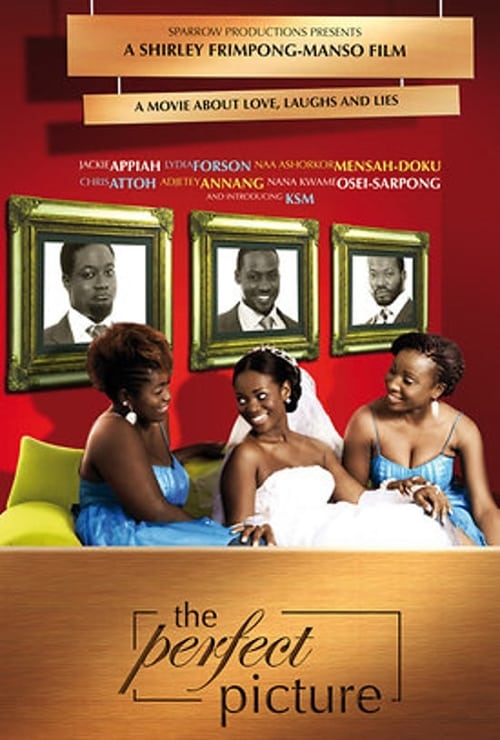 SPARROW PRODUCTIONS PRESENTS
A SHIRLEY FRIMPONG-MANSO FILM
A MOVIE ABOUT LOVE, LAUGHS AND LIES
JACKIE APPIAH LYDIA FORSON NAA ASHORKOR MENSAH-DOKU
CHRIS ATTOH ADJETEY ANNANG NANA KWAME OSEI-SARPONG
AND INTRODUCING KSM
the
perfect
picture